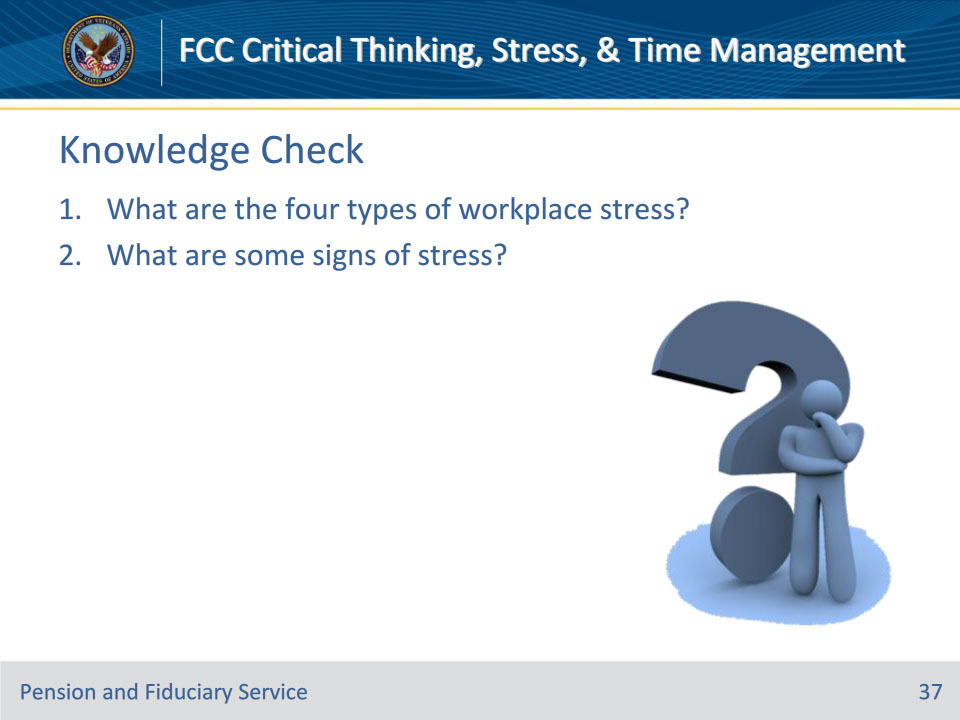 FCC Critical Thinking, Stress, & Time Management
Knowledge Check
1. What are the four types of workplace stress?
2. What are some signs of stress?
Pension and Fiduciary Service
37